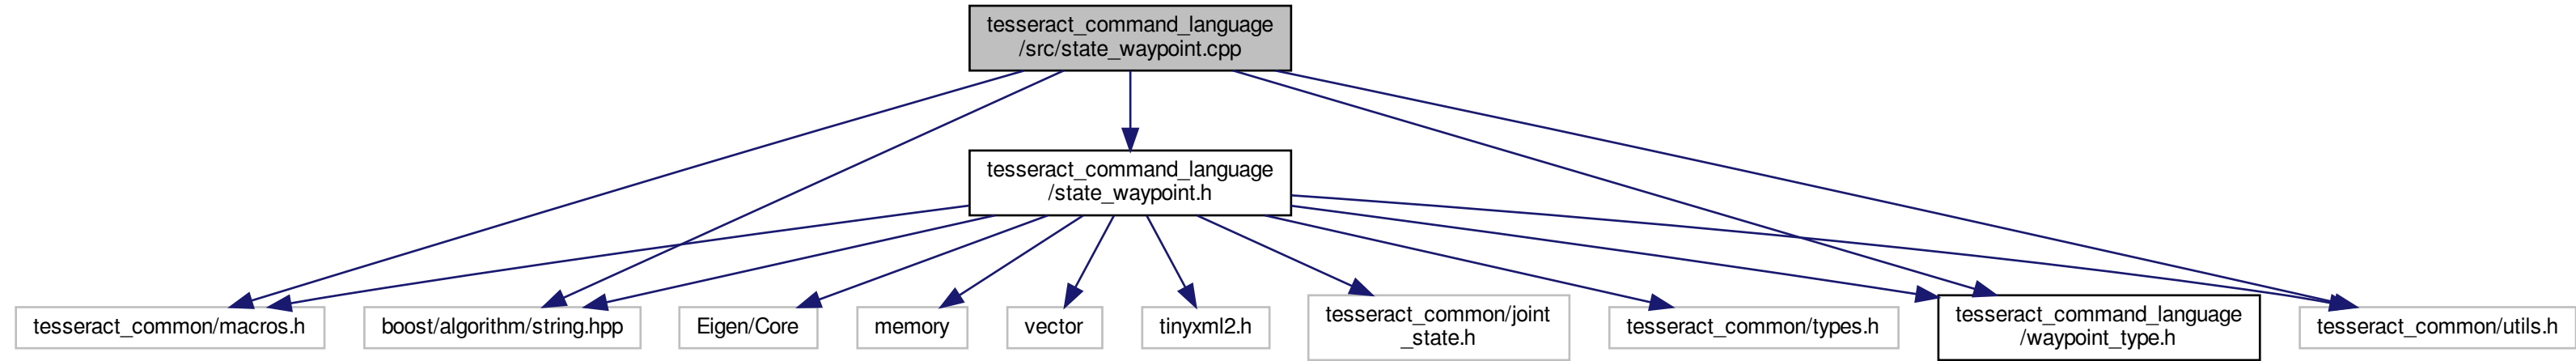 tesseract_command_language
/src/state_waypoint.cpp
tesseract_command_language
/state_waypoint.h
tesseract_common/macros.h
boost/algorithm/string.hpp
Eigen/Core
memory
vector
tinyxml2.h
tesseract_common/joint
_state.h
tesseract_common/types.h
tesseract_command_language
/waypoint_type.h
tesseract_common/utils.h